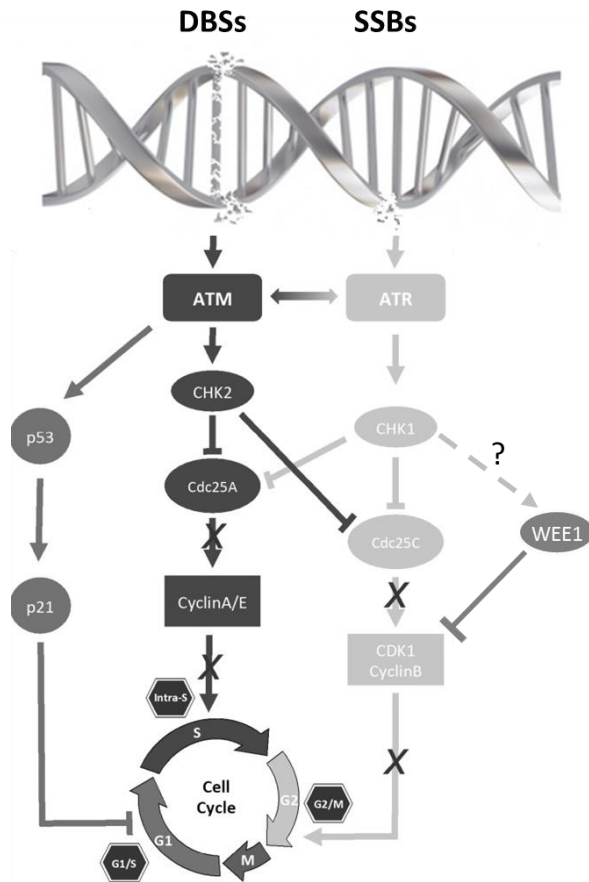 DBSs
SSBs
ATM
ATR
CHK2
CHK1
p53
?
Cdc25A
Cdc25C
WEE1
X
p21
CyclinA/E
X
CDK1
CyclinB
X
Intra-S
S
X
Cell
Cycle
G2
G2/M
G1
M
G1/S